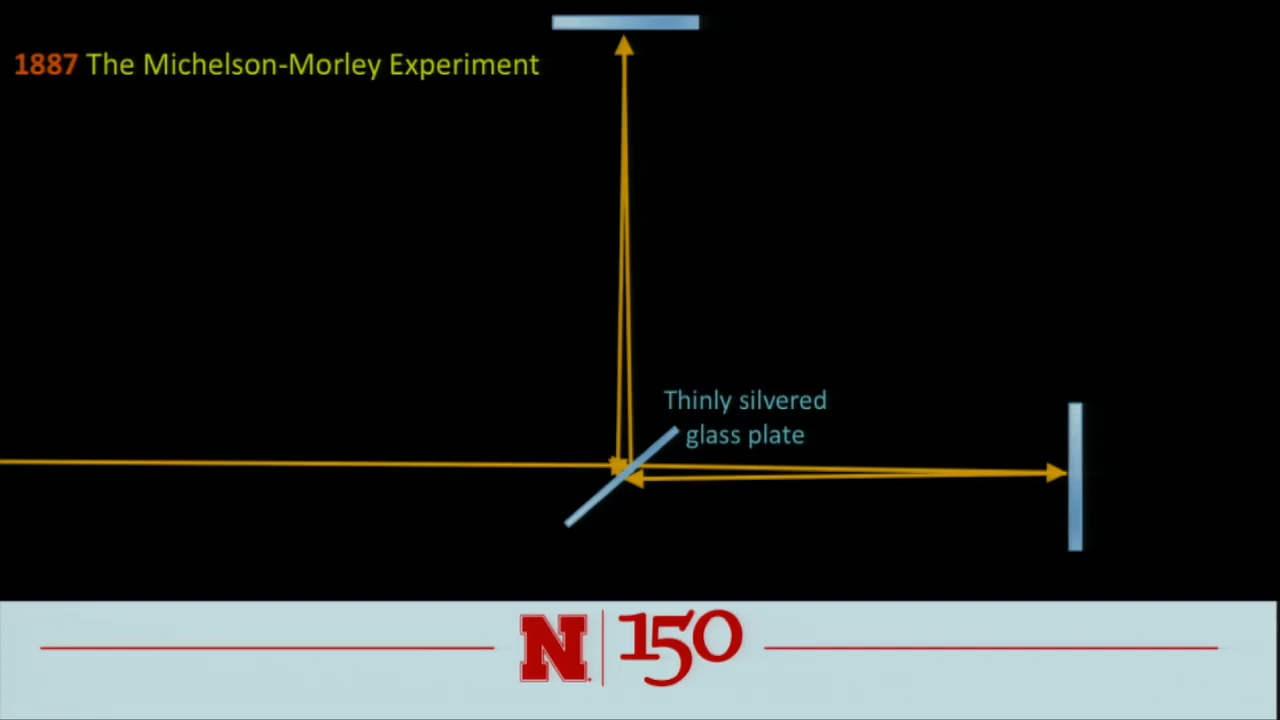 1887 The Michelson-Morley Experiment
Thinly silvered
glass plate
N 150